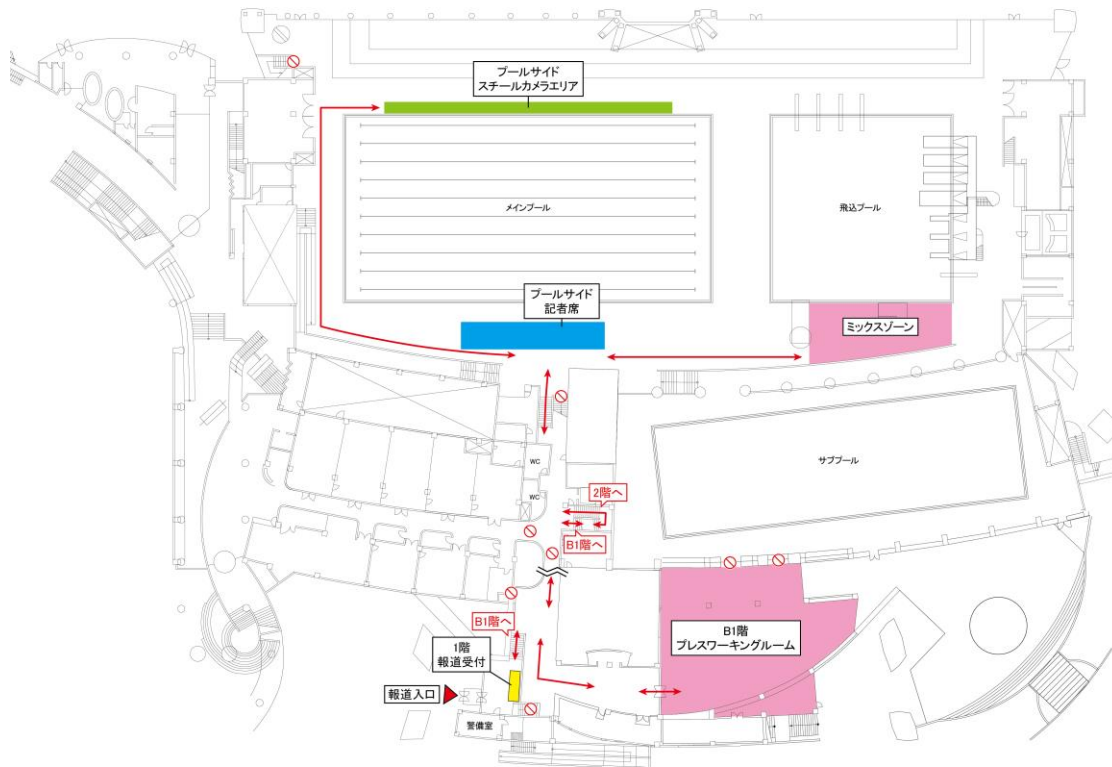 プールサイド
スチールカメラエリア
メインプール
飛込プール
プールサイド
記者席
ミックスゾーン
WC
WC
サブプール
2階へ
B1階へ
B1階へ
1階
報道受付
B1階
プレスワーキングルーム
報道入口
警備室